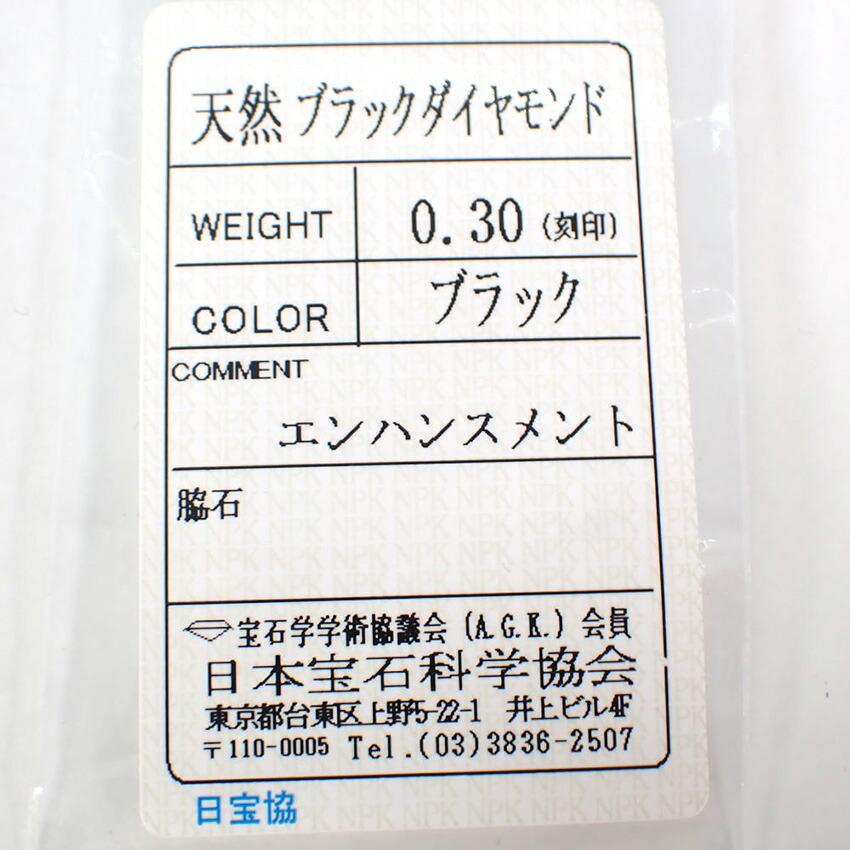 天然ブラックダイヤモンド
WEIGHT 0.30 (刻印)
COLOR ブラック
COMMENT
エンハンスメント
脇石
宝石学学術協議会 (A.G.K.) 会員
日本宝石科学協会
東京都台東区上野5-22-1 井上ビル4F
〒110-0005 Tel.(03)3836-2507
日宝協